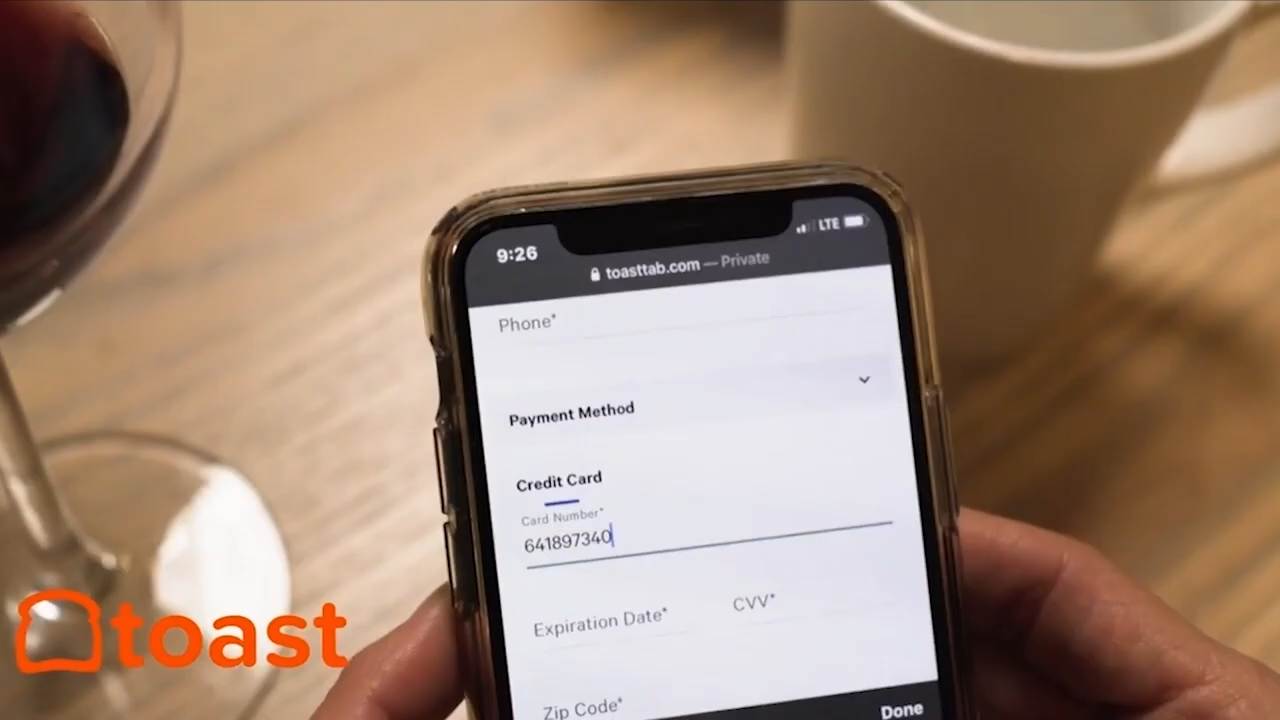 9:26
LTE
toasttab.com — Private
Phone*
Payment Method
Credit Card
Card Number*
641897340
Expiration Date*
CVV*
Zip Code*
Done
toast